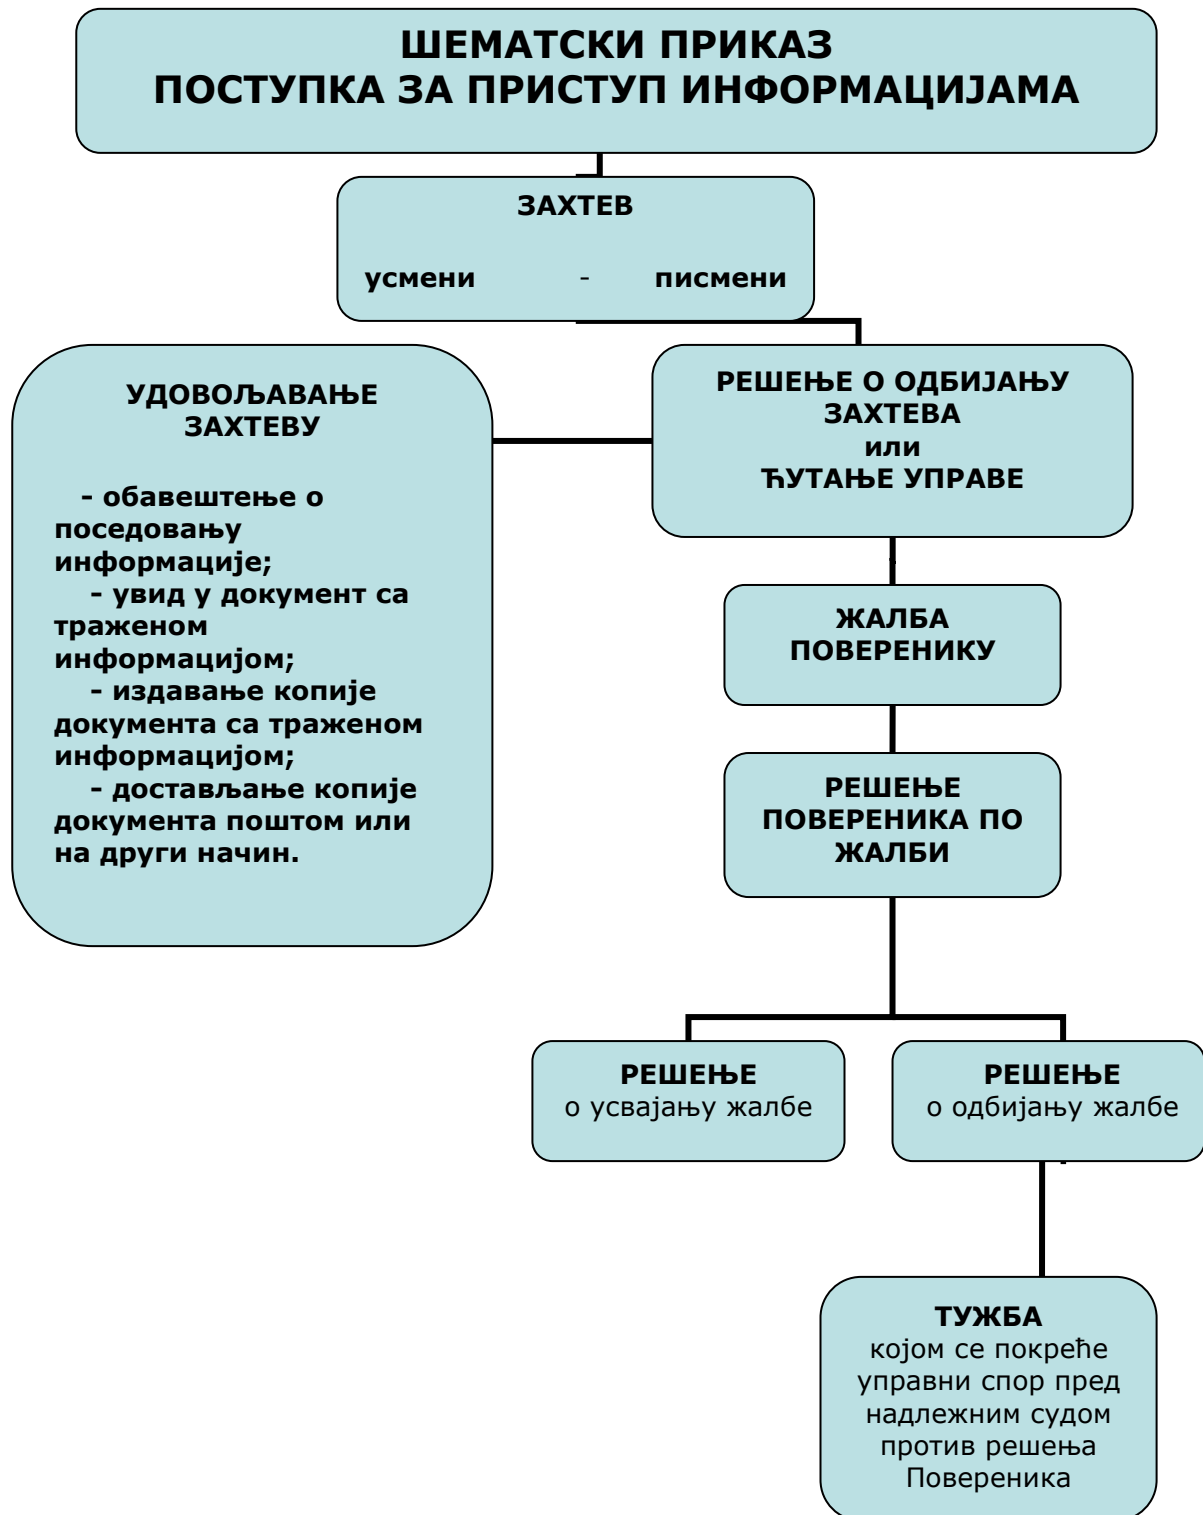 ШЕМАТСКИ ПРИКАЗ
ПОСТУПКА ЗА ПРИСТУП ИНФОРМАЦИЈАМА
ЗАХТЕВ
усмени - писмени
УДОВОЉАВАЊЕ
ЗАХТЕВУ
- обавештење о
поседовању
информације;
- увид у документ са
траженом
информацијом;
- издавање копије
документа са траженом
информацијом;
- достављање копије
документа поштом или
на други начин.
РЕШЕЊЕ О ОДБИЈАЊУ
ЗАХТЕВА
или
ЋУТАЊЕ УПРАВЕ
ЖАЛБА
ПОВЕРЕНИКУ
РЕШЕЊЕ
ПОВЕРЕНИКА ПО
ЖАЛБИ
РЕШЕЊЕ
о усвајању жалбе
РЕШЕЊЕ
о одбијању жалбе
ТУЖБА
којом се покреће
управни спор пред
надлежним судом
против решења
Повереника